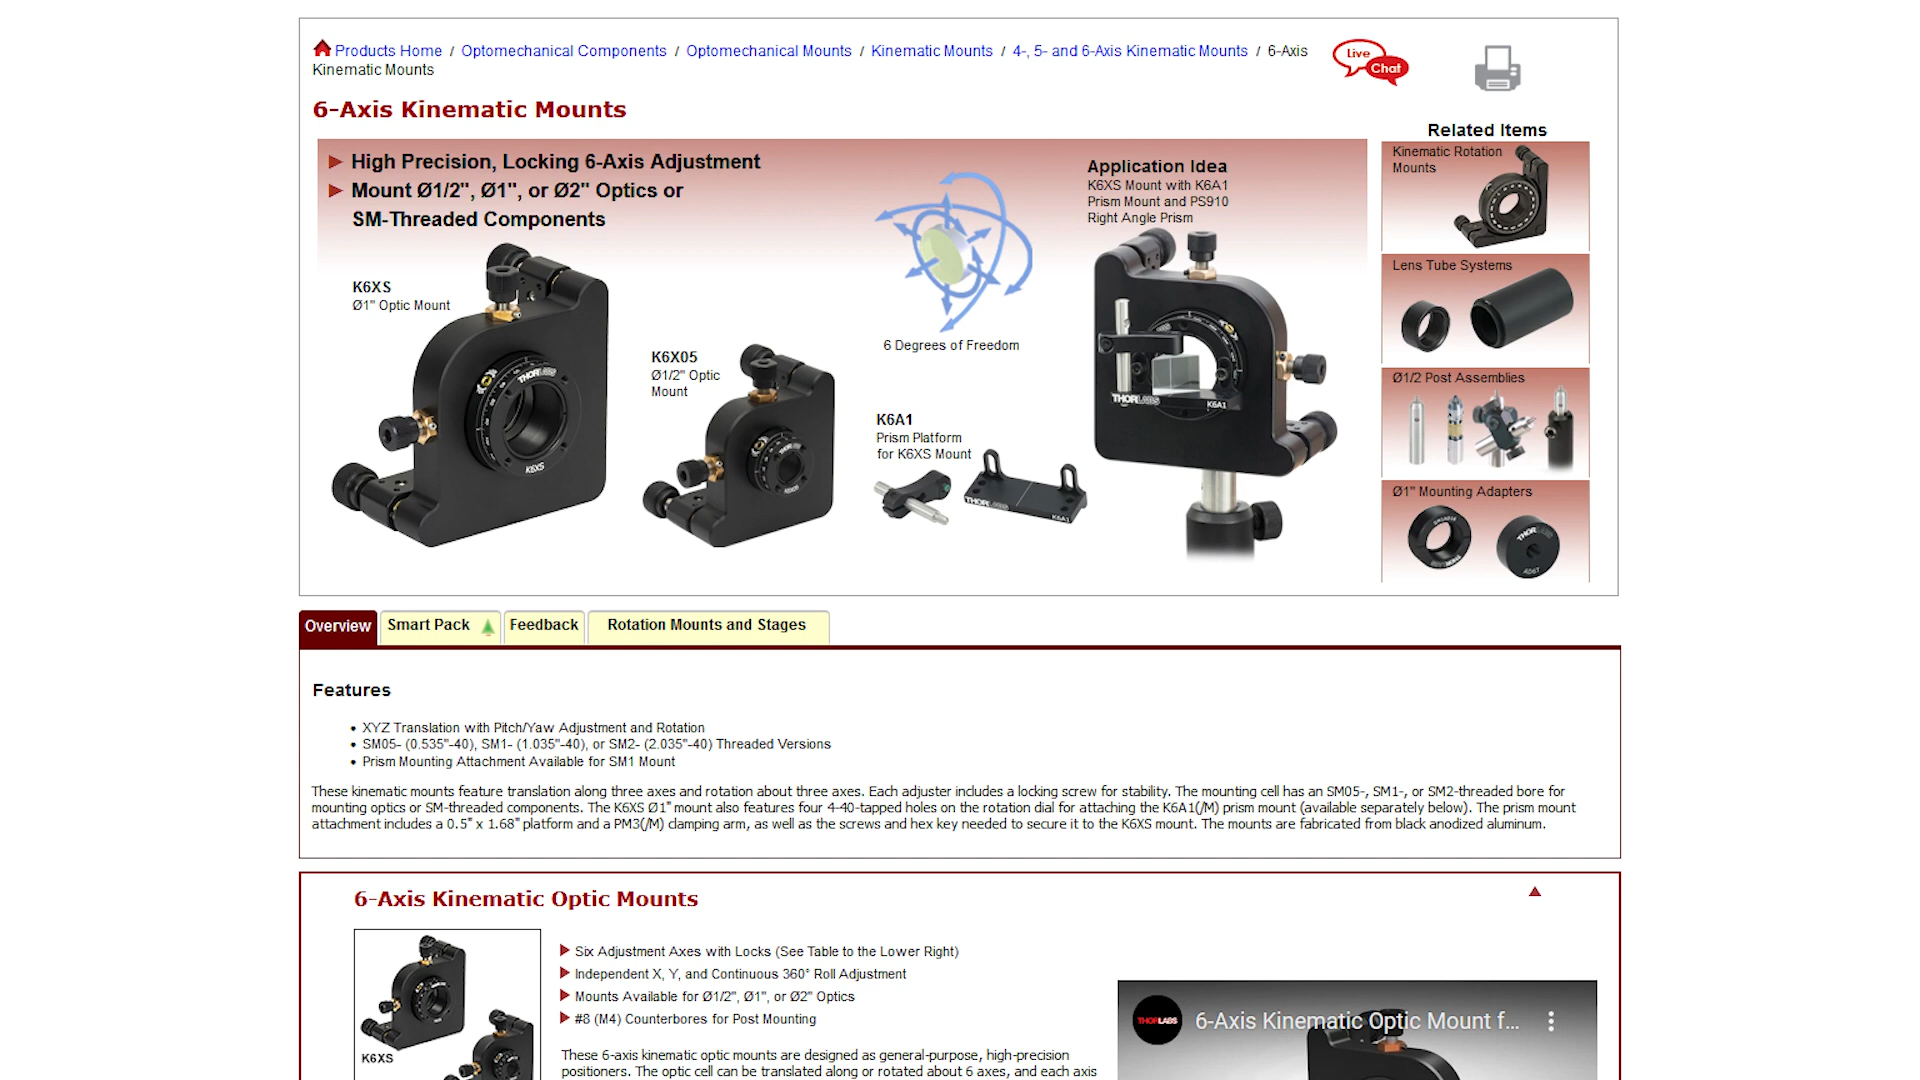 Products Home / Optomechanical Components / Optomechanical Mounts / Kinematic Mounts / 4-, 5- and 6-Axis Kinematic Mounts / 6-Axis
Kinematic Mounts
Live
Chat
6-Axis Kinematic Mounts
High Precision, Locking 6-Axis Adjustment
Mount Ø1/2", Ø1", or Ø2" Optics or
SM-Threaded Components
K6XS
Ø1" Optic Mount
THORLABS
K6XS
K6X05
Ø1/2" Optic
Mount
6 Degrees of Freedom
K6A1
Prism Platform
for K6XS Mount
THORLABS
K6A1
Application Idea
K6XS Mount with K6A1
Prism Mount and PS910
Right Angle Prism
THORLABS
K6A1
Related Items
Kinematic Rotation
Mounts
Lens Tube Systems
Ø1/2 Post Assemblies
Ø1" Mounting Adapters
THORLABS
Overview
Smart Pack
Feedback
Rotation Mounts and Stages
Features
• XYZ Translation with Pitch/Yaw Adjustment and Rotation
• SM05- (0.535"-40), SM1- (1.035"-40), or SM2- (2.035"-40) Threaded Versions
• Prism Mounting Attachment Available for SM1 Mount
These kinematic mounts feature translation along three axes and rotation about three axes. Each adjuster includes a locking screw for stability. The mounting cell has an SM05-, SM1-, or SM2-threaded bore for
mounting optics or SM-threaded components. The K6XS Ø1" mount also features four 4-40-tapped holes on the rotation dial for attaching the K6A1(/M) prism mount (available separately below). The prism mount
attachment includes a 0.5" x 1.68" platform and a PM3(/M) clamping arm, as well as the screws and hex key needed to secure it to the K6XS mount. The mounts are fabricated from black anodized aluminum.
6-Axis Kinematic Optic Mounts
K6XS
Six Adjustment Axes with Locks (See Table to the Lower Right)
Independent X, Y, and Continuous 360° Roll Adjustment
Mounts Available for Ø1/2", Ø1", or Ø2" Optics
#8 (M4) Counterbores for Post Mounting
These 6-axis kinematic optic mounts are designed as general-purpose, high-precision
positioners. The optic cell can be translated along or rotated about 6 axes, and each axis
THORLABS
6-Axis Kinematic Optic Mount f...